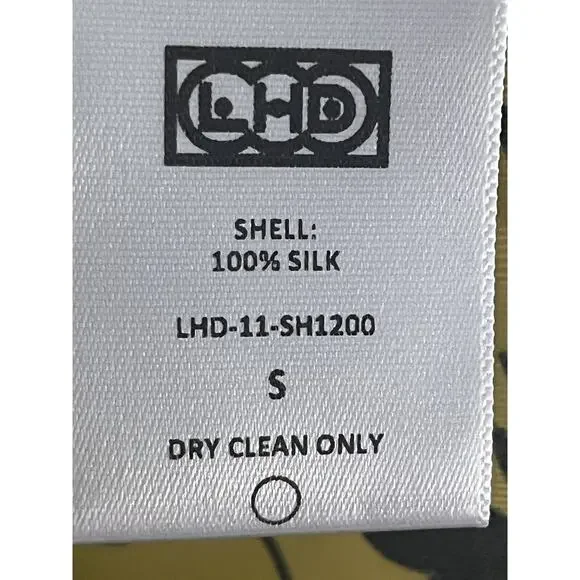 LHD
SHELL:
100% SILK
LHD-11-SH1200
S
DRY CLEAN ONLY